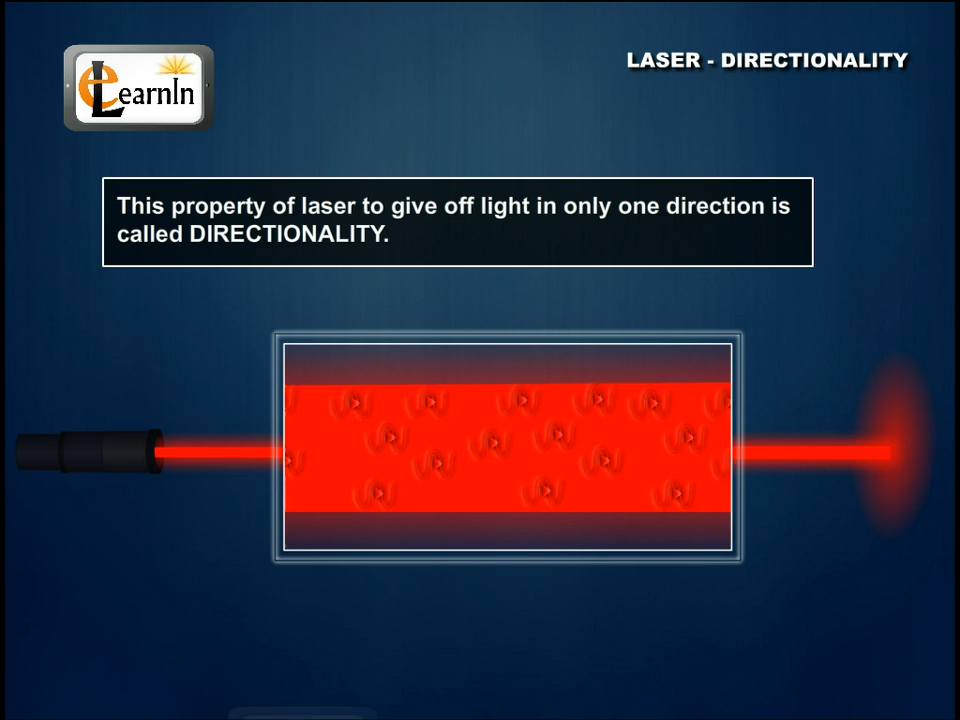 eLearnIn
LASER - DIRECTIONALITY
This property of laser to give off light in only one direction is
called DIRECTIONALITY.